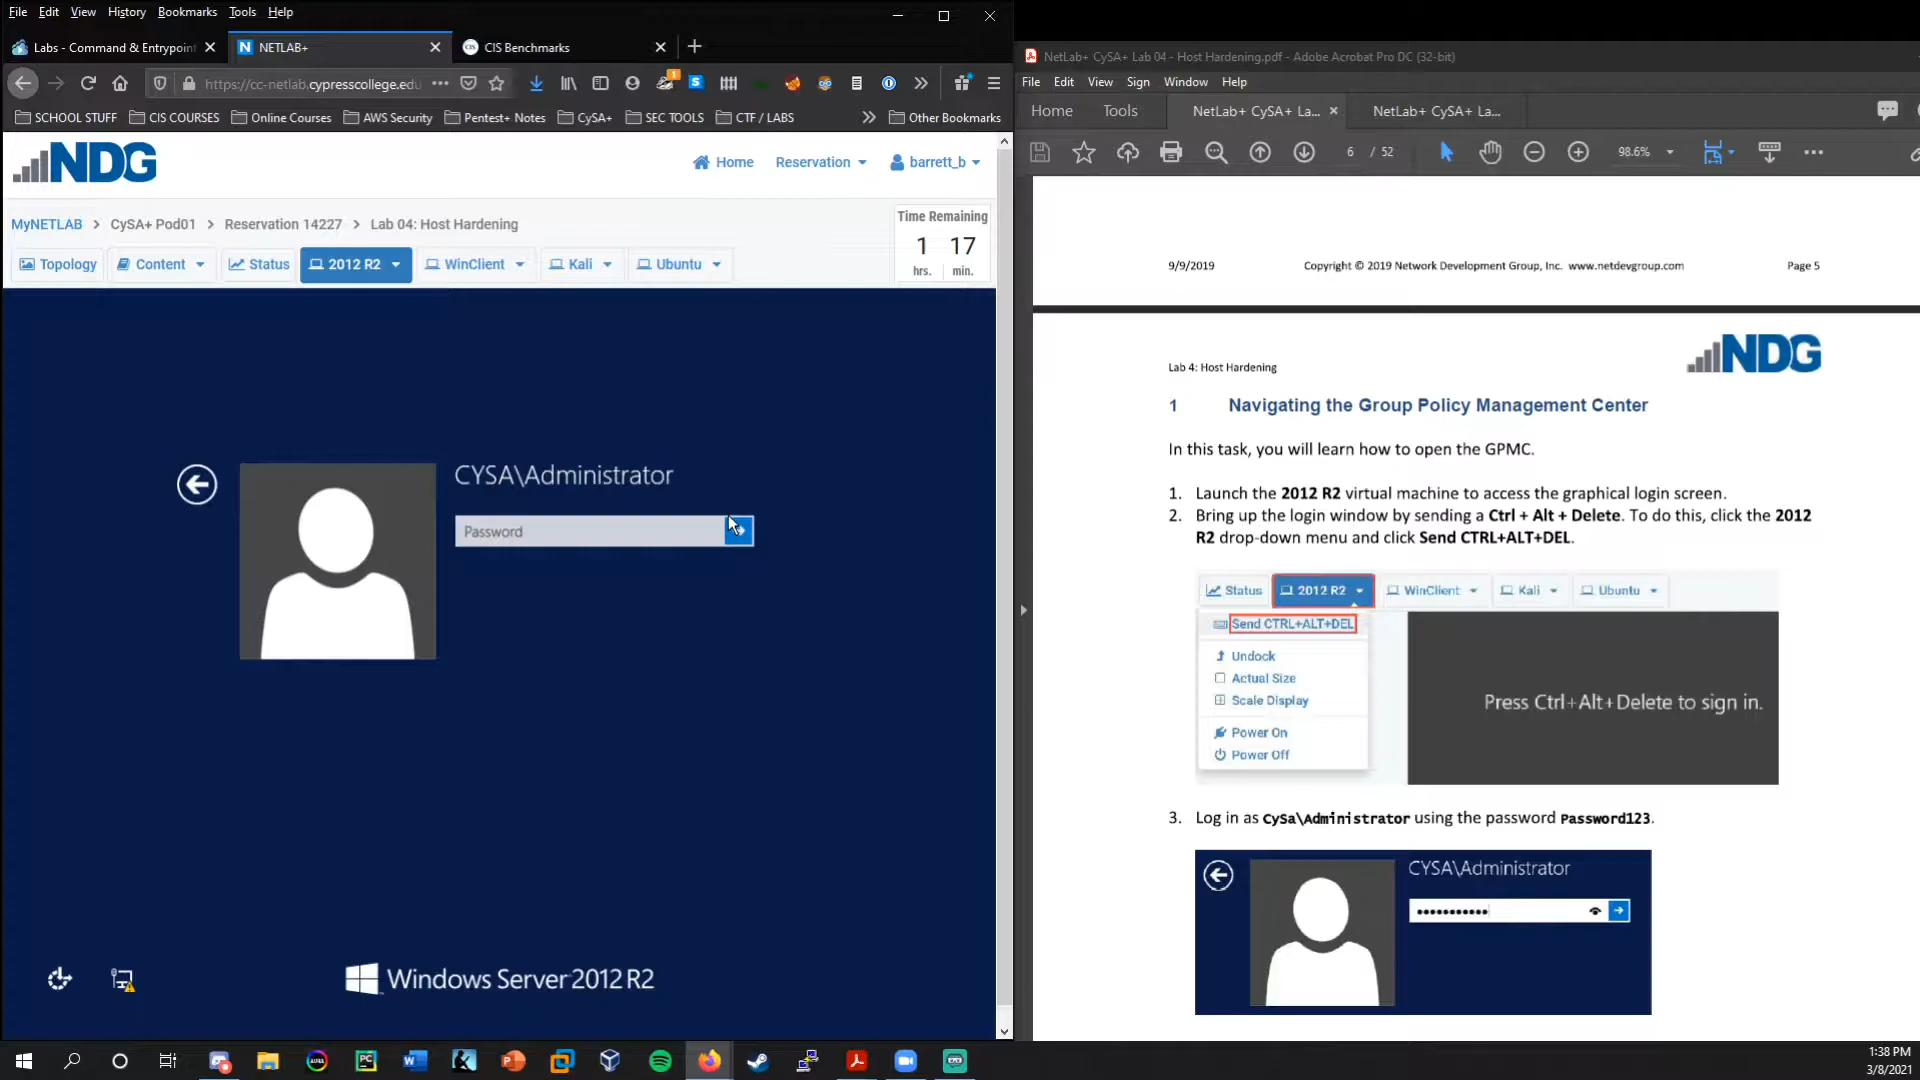 File Edit View History Bookmarks Tools Help
Labs - Command & Entrypoin
NETLAB+
CIS Benchmarks
https://cc-netlab.cypresscollege.edu
SCHOOL STUFF CIS COURSES Online Courses AWS Security Pentest+ Notes CySA+ SEC TOOLS CTF / LABS Other Bookmarks
NDG
Home Reservation barrett_b
MyNETLAB > CySA+ Pod01 > Reservation 14227 > Lab 04: Host Hardening
Time Remaining
1 17
hrs. min.
Topology Content Status 2012 R2 WinClient Kali Ubuntu
CYSA\Administrator
Password
Windows Server 2012 R2
NetLab+ CySA+ Lab 04 - Host Hardening.pdf - Adobe Acrobat Pro DC (32-bit)
File Edit View Sign Window Help
Home Tools NetLab+ CySA+ La... NetLab+ CySA+ La...
6 / 52 98.6%
9/9/2019 Copyright © 2019 Network Development Group, Inc. www.netdevgroup.com Page 5
NDG
Lab 4: Host Hardening
1 Navigating the Group Policy Management Center
In this task, you will learn how to open the GPMC.
1. Launch the 2012 R2 virtual machine to access the graphical login screen.
2. Bring up the login window by sending a Ctrl + Alt + Delete. To do this, click the 2012
R2 drop-down menu and click Send CTRL+ALT+DEL.
Status 2012 R2 WinClient Kali Ubuntu
Send CTRL+ALT+DEL
Undock
Actual Size
Scale Display
Power On
Power Off
Press Ctrl+Alt+Delete to sign in.
3. Log in as CySa\Administrator using the password Password123.
CYSA\Administrator
1:38 PM
3/8/2021